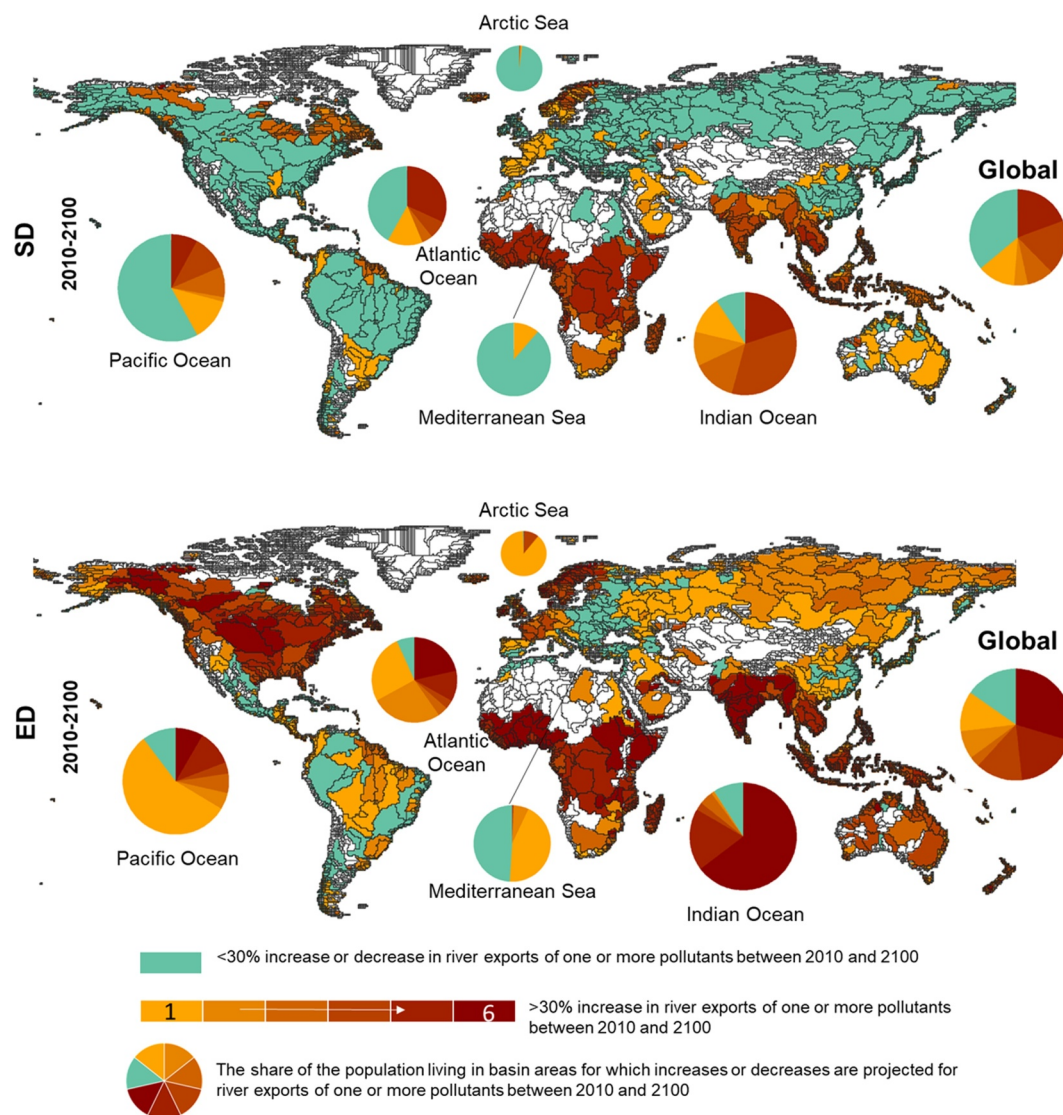 Arctic Sea
SD
2010-2100
Global
Atlantic
Ocean
Pacific Ocean
Mediterranean Sea
Indian Ocean
Arctic Sea
ED
2010-2100
Global
Atlantic
Ocean
Pacific Ocean
Mediterranean Sea
Indian Ocean
<30% increase or decrease in river exports of one or more pollutants between 2010 and 2100
1
6
>30% increase in river exports of one or more pollutants
between 2010 and 2100
The share of the population living in basin areas for which increases or decreases are projected for
river exports of one or more pollutants between 2010 and 2100